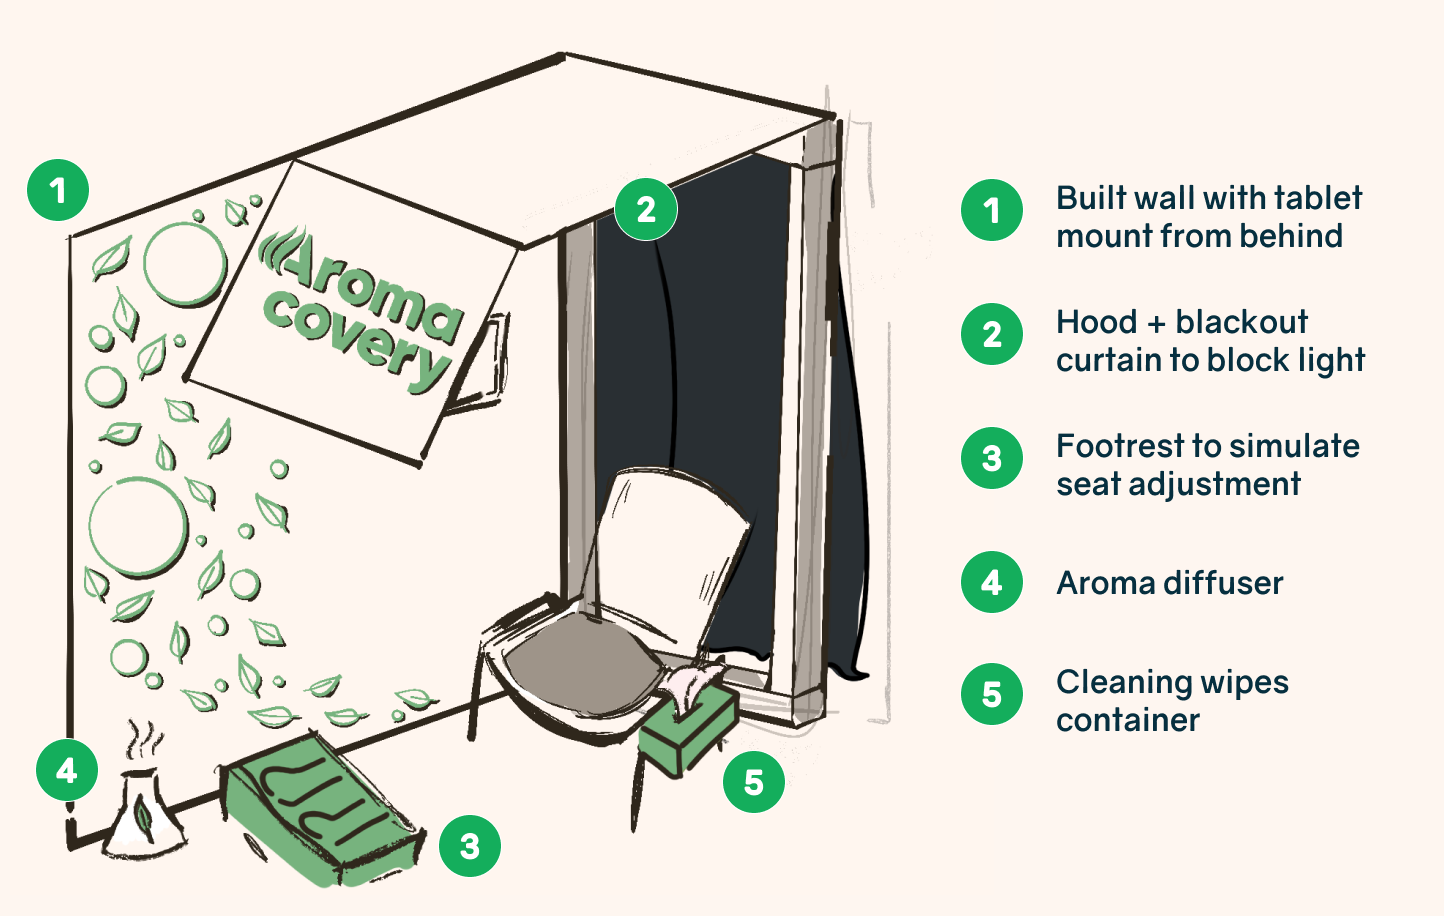 1
Aroma
covery
2
4
3
5
1 Built wall with tablet
mount from behind
2 Hood + blackout
curtain to block light
3 Footrest to simulate
seat adjustment
4 Aroma diffuser
5 Cleaning wipes
container